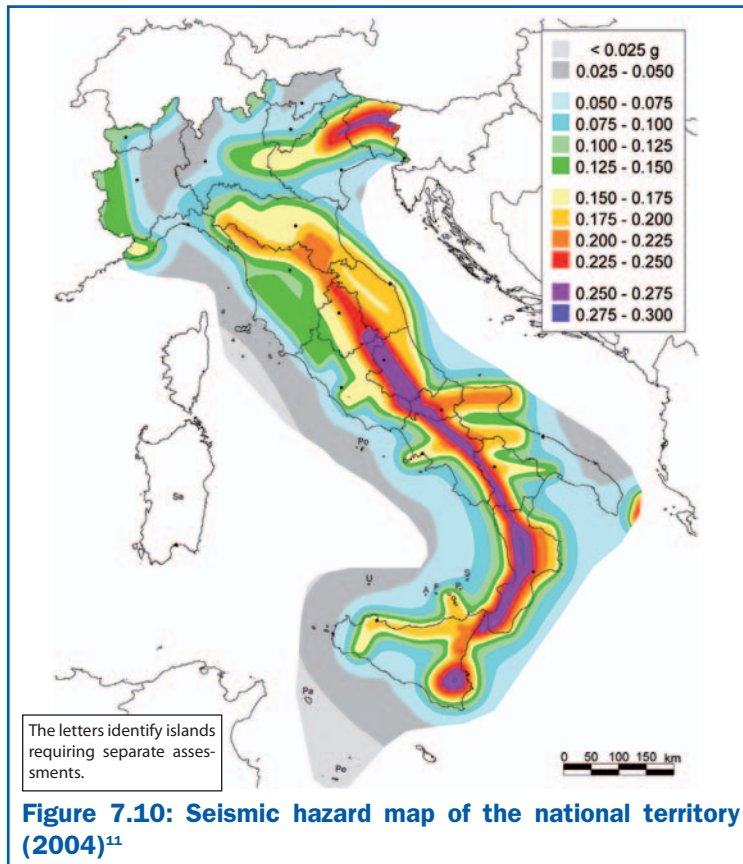 < 0.025 g
0.025 - 0.050
0.050 - 0.075
0.075 - 0.100
0.100 - 0.125
0.125 - 0.150
0.150 - 0.175
0.175 - 0.200
0.200 - 0.225
0.225 - 0.250
0.250 - 0.275
0.275 - 0.300
Po
Sa
U
S
A
F
P
Pa
Pe
The letters identify islands
requiring separate asses-
sments.
0 50 100 150 km
Figure 7.10: Seismic hazard map of the national territory
(2004)¹¹